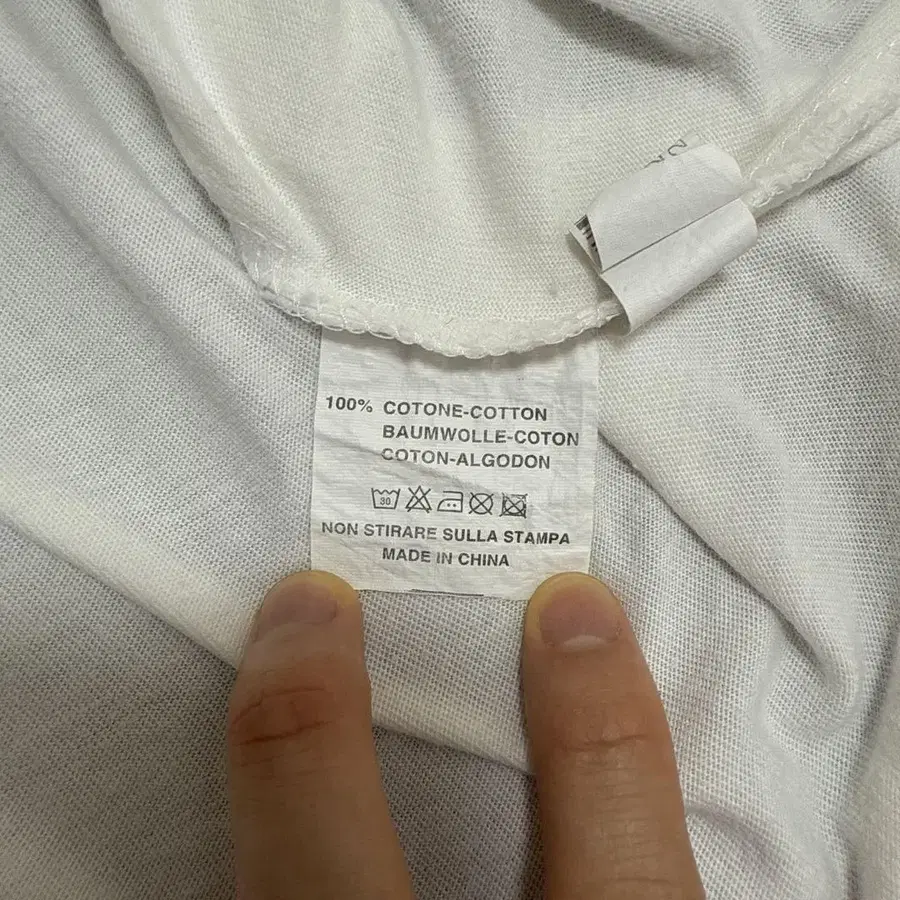 100% COTONE-COTTON
BAUMWOLLE-COTON
COTON-ALGODON
30
NON STIRARE SULLA STAMPA
MADE IN CHINA